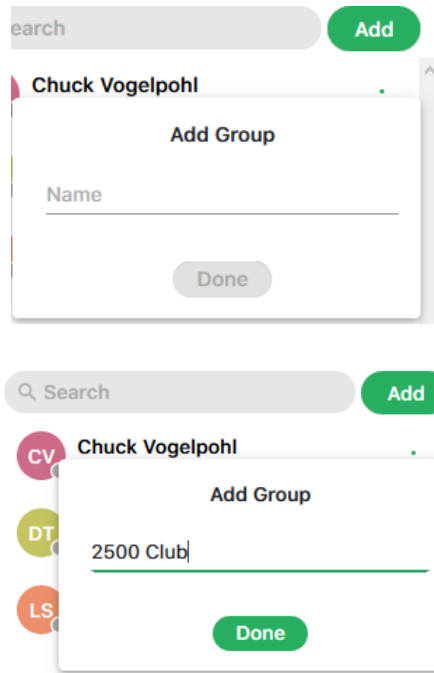 earch
Add
Chuck Vogelpohl
Add Group
Name
Done
Search
Add
CV
Chuck Vogelpohl
Add Group
DT
2500 Club
LS
Done